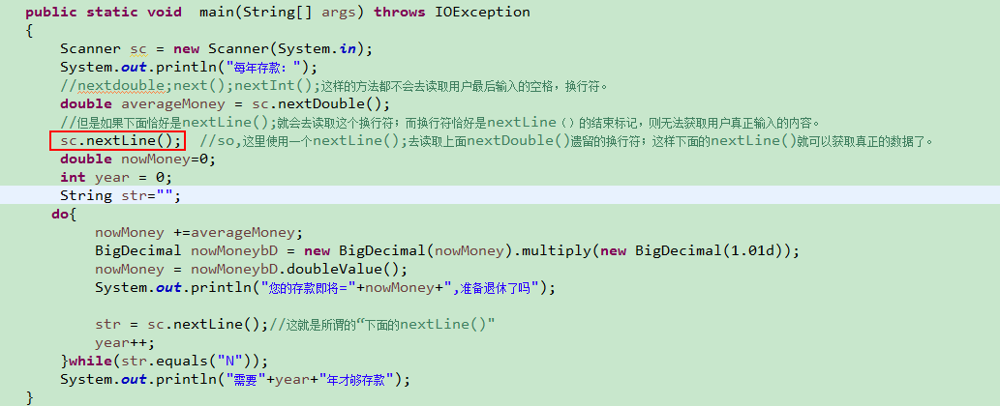 public static void  main(String[] args) throws IOException
{
    Scanner sc = new Scanner(System.in);
    System.out.println("每年存款：");
    //nextdouble;next();nextInt();这样的方法都不会去读取用户最后输入的空格，换行符。
    double averageMoney = sc.nextDouble();
    //但是如果下面恰好是nextLine();就会去读取这个换行符；而换行符恰好是nextLine（）的结束标记，则无法获取用户真正输入的内容。
    sc.nextLine();  //so,这里使用一个nextLine();去读取上面nextDouble()遗留的换行符；这样下面的nextLine()就可以获取真正的数据了。
    double nowMoney=0;
    int year = 0;
    String str="";
   do{
        nowMoney +=averageMoney;
        BigDecimal nowMoneybD = new BigDecimal(nowMoney).multiply(new BigDecimal(1.01d));
        nowMoney = nowMoneybD.doubleValue();
        System.out.println("您的存款即将="+nowMoney+",准备退休了吗");
        str = sc.nextLine();//这就是所谓的“下面的nextLine()"
        year++;
    }while(str.equals("N"));
    System.out.println("需要"+year+"年才够存款");
}